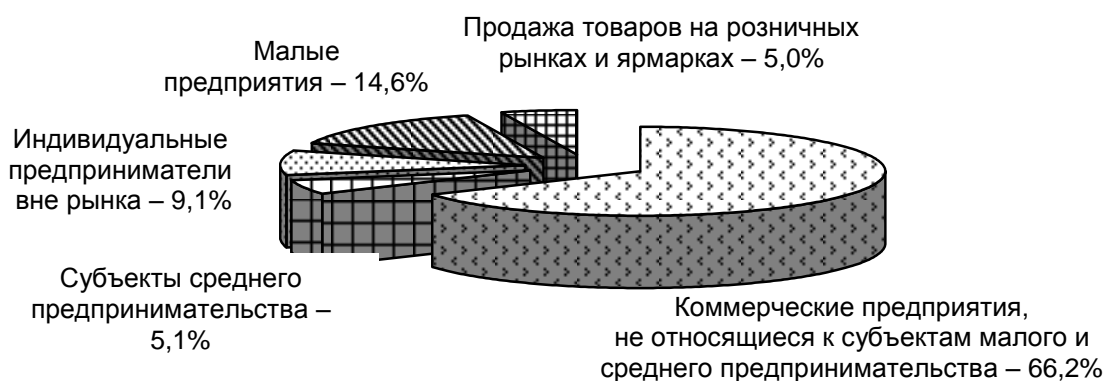 Продажа товаров на розничных
рынках и ярмарках – 5,0%
Малые
предприятия – 14,6%
Индивидуальные
предприниматели
вне рынка – 9,1%
Субъекты среднего
предпринимательства –
5,1%
Коммерческие предприятия,
не относящиеся к субъектам малого и
среднего предпринимательства – 66,2%